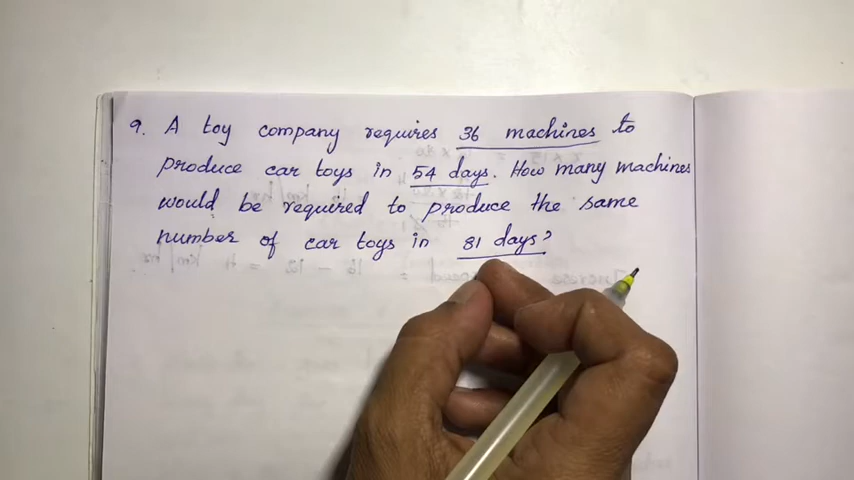 9. A toy company requires 36 machines to
produce car toys in 54 days. How many machines
would be required to produce the same
number of car toys in 81 days?